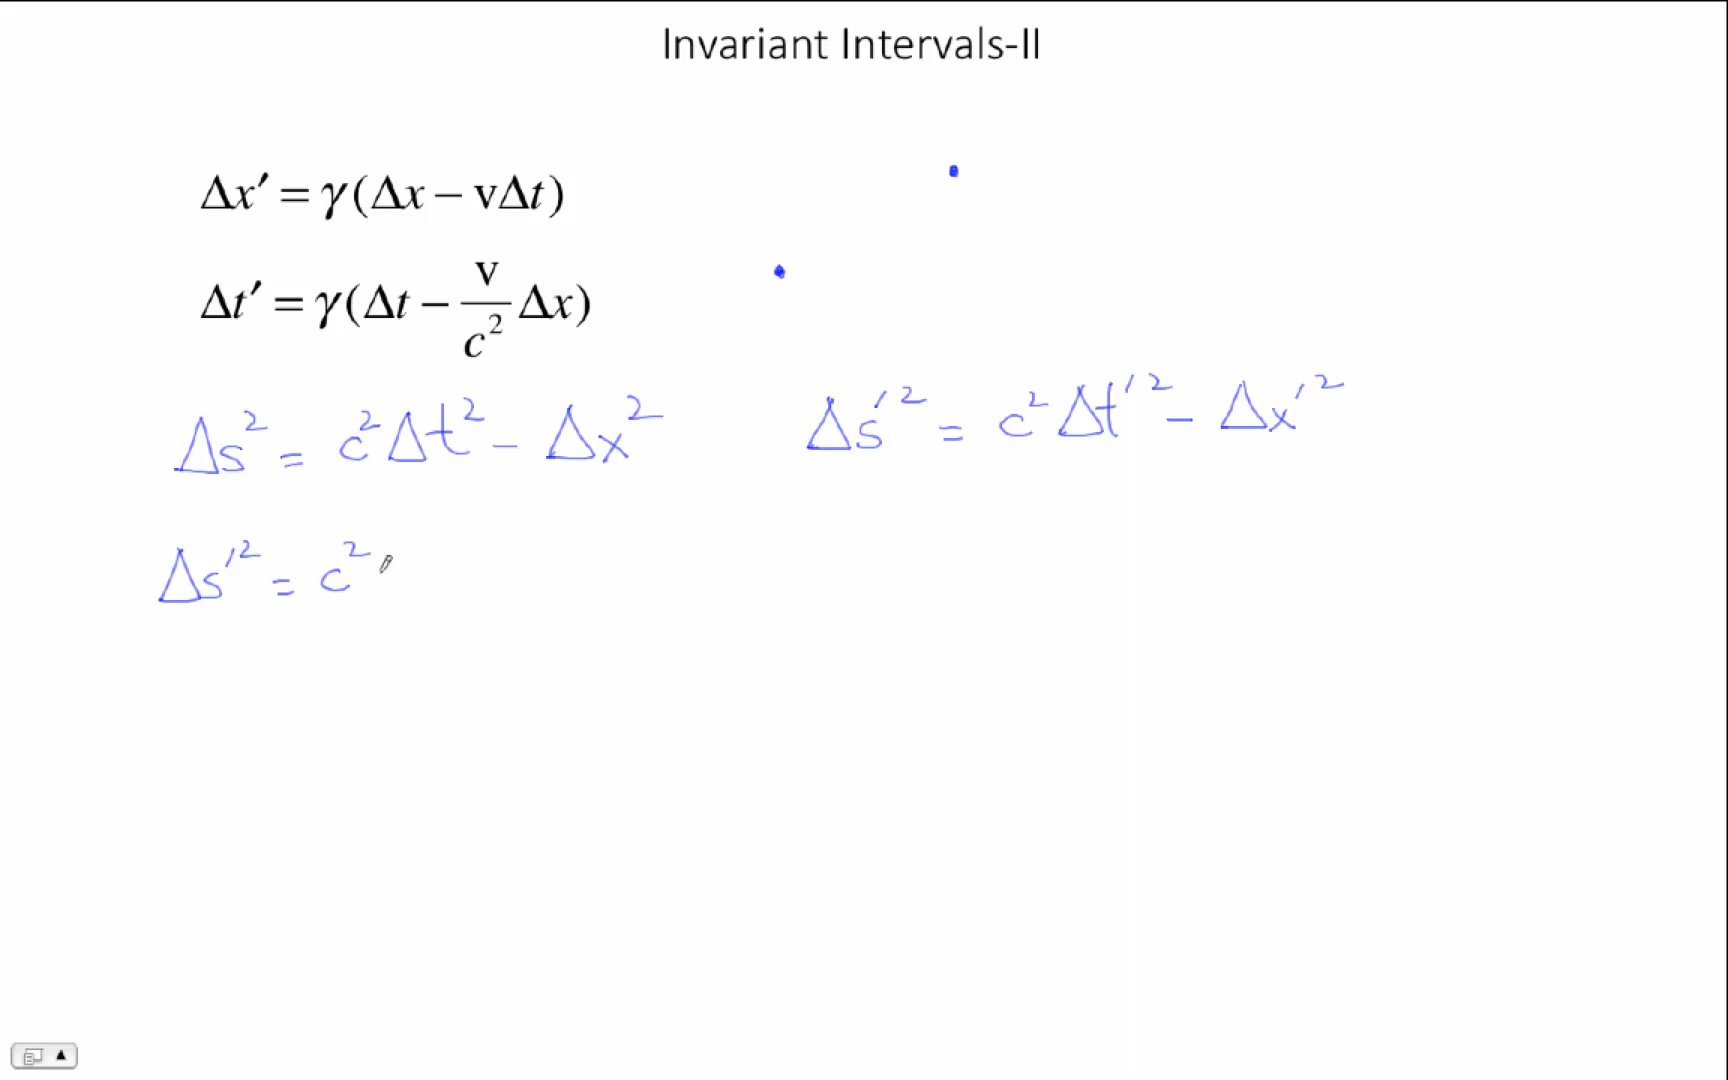 Invariant Intervals-II
Δx′ = γ(Δx − vΔt)
Δt′ = γ(Δt − v/c² Δx)
Δs² = c²Δt² − Δx²
Δs′² = c²Δt′² − Δx′²
Δs′² = c²